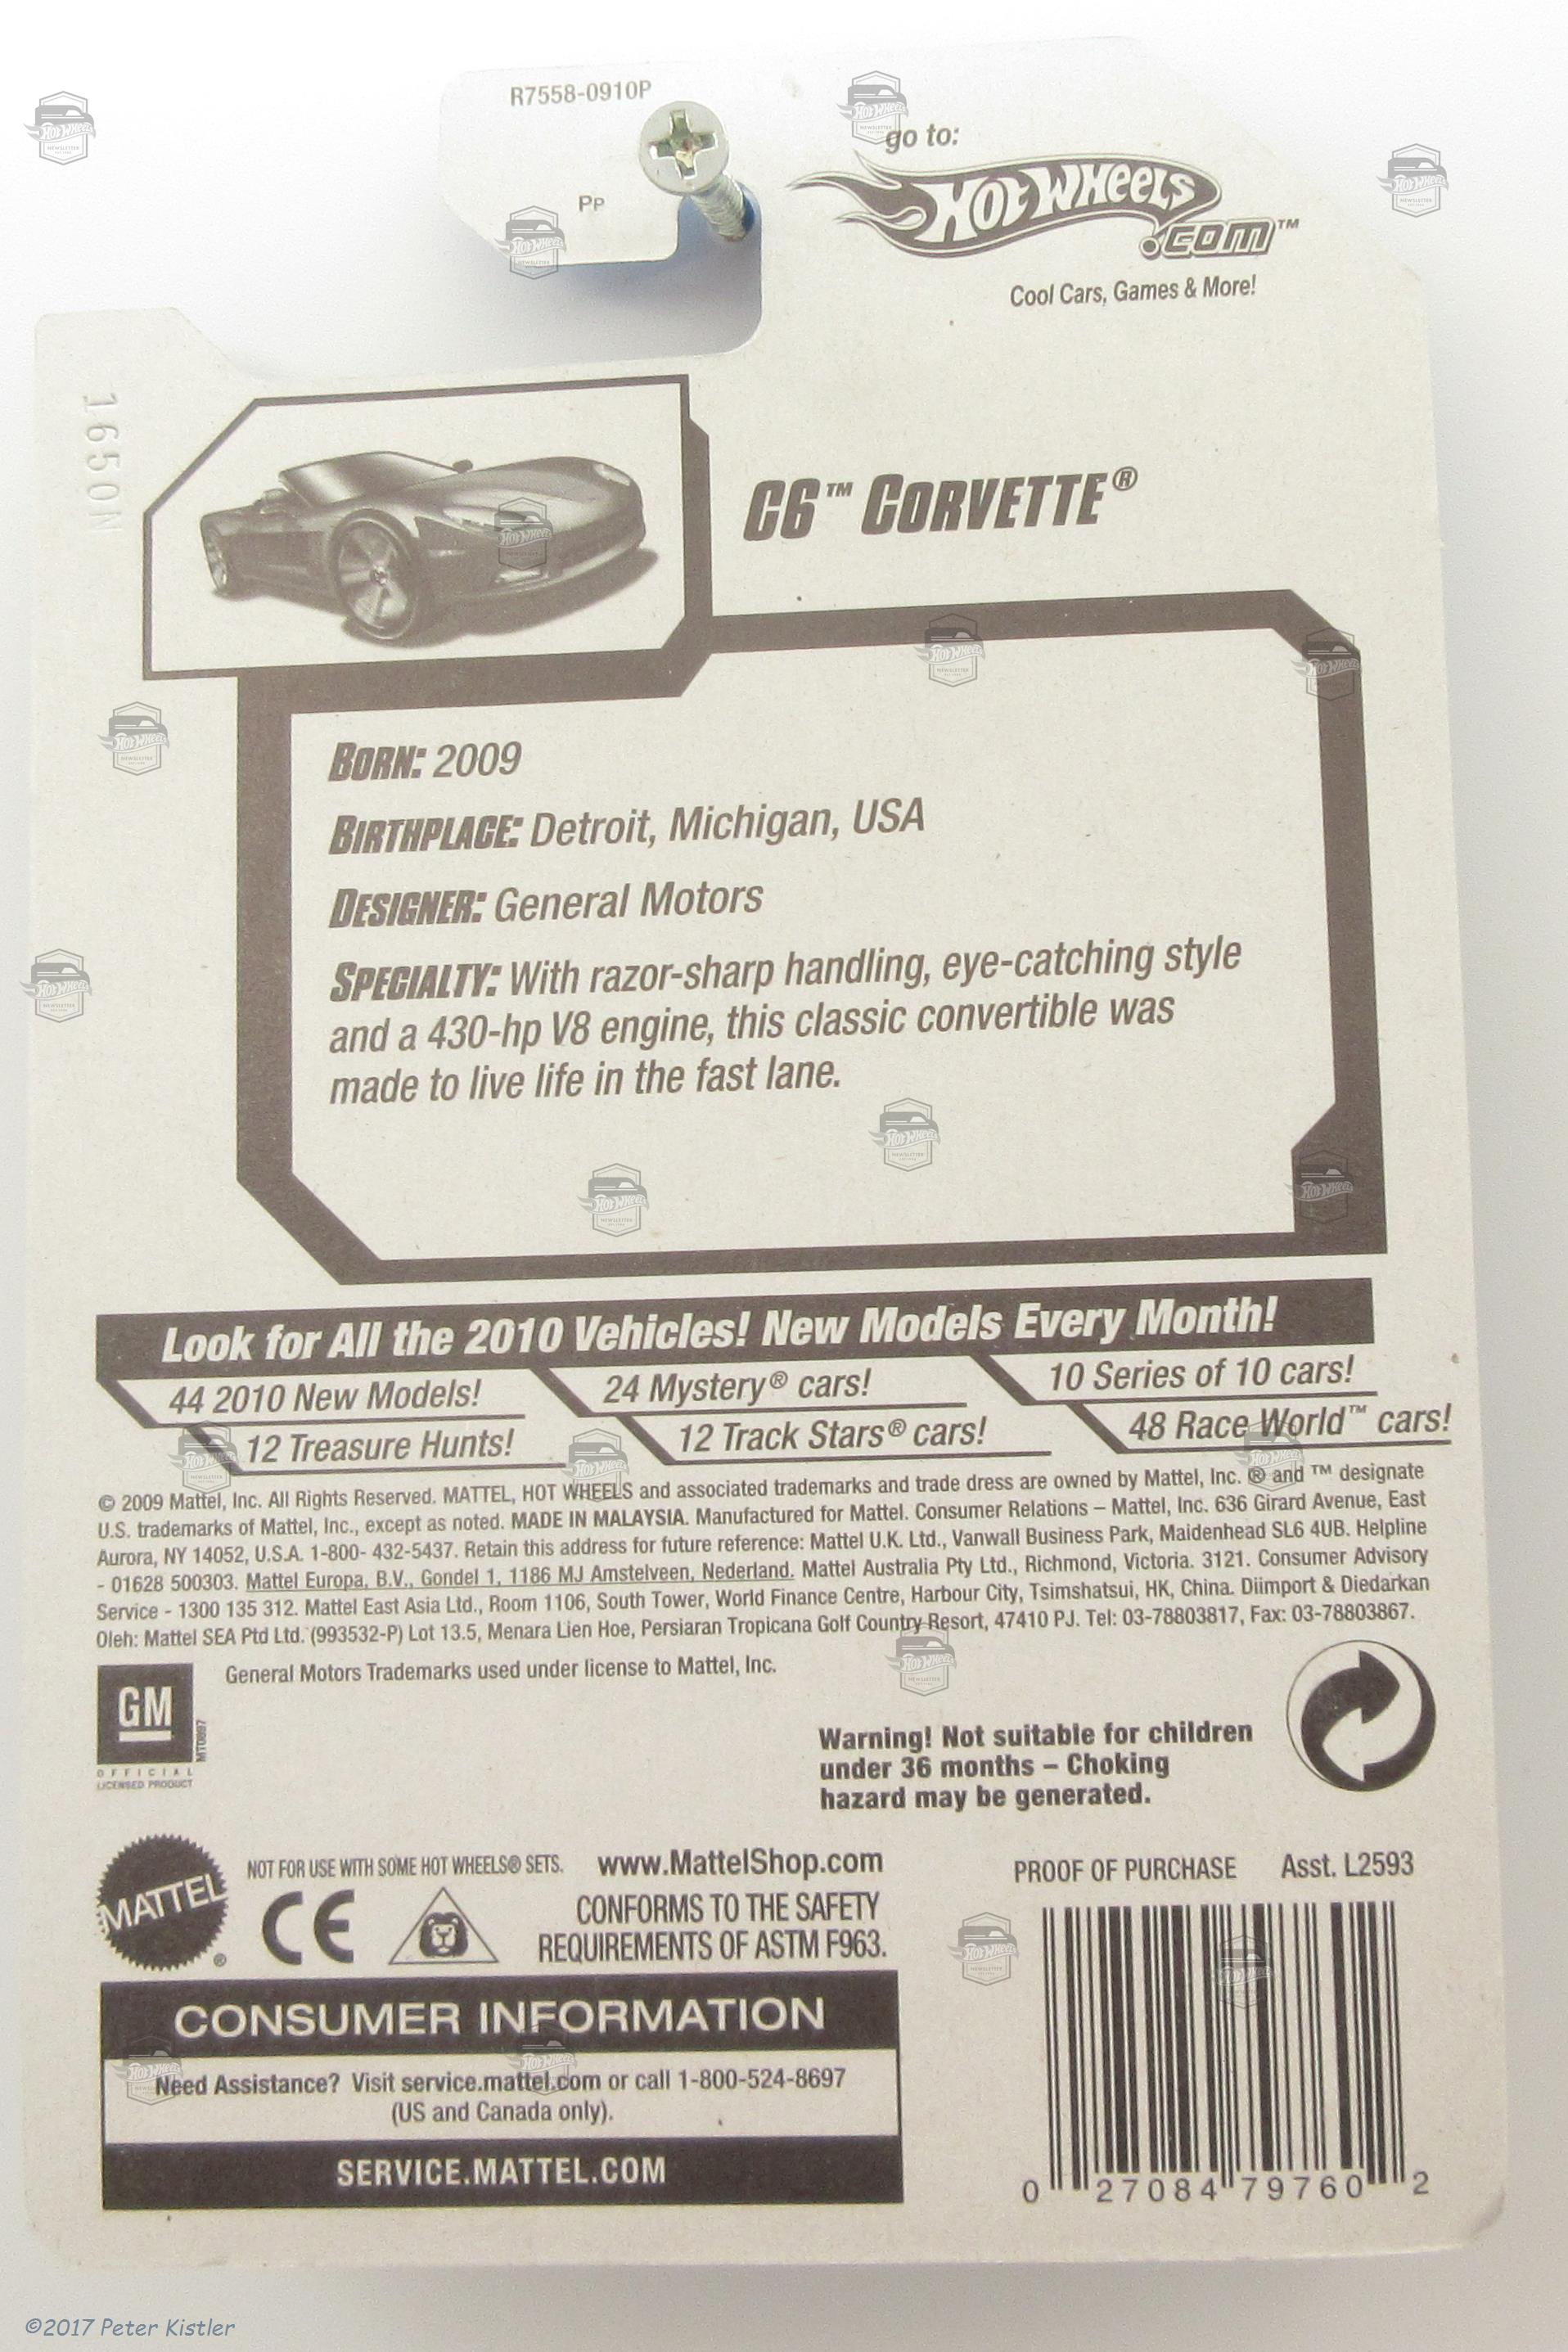 R7558-0910P
PP
go to:
HOT WHEELS
.COM™
Cool Cars, Games & More!
1650N
C6™ CORVETTE®
BORN: 2009
BIRTHPLACE: Detroit, Michigan, USA
DESIGNER: General Motors
SPECIALTY: With razor-sharp handling, eye-catching style
and a 430-hp V8 engine, this classic convertible was
made to live life in the fast lane.
Look for All the 2010 Vehicles! New Models Every Month!
44 2010 New Models!
24 Mystery® cars!
10 Series of 10 cars!
12 Treasure Hunts!
12 Track Stars® cars!
48 Race World™ cars!
© 2009 Mattel, Inc. All Rights Reserved. MATTEL, HOT WHEELS and associated trademarks and trade dress are owned by Mattel, Inc. ® and ™ designate
U.S. trademarks of Mattel, Inc., except as noted. MADE IN MALAYSIA. Manufactured for Mattel. Consumer Relations – Mattel, Inc. 636 Girard Avenue, East
Aurora, NY 14052, U.S.A. 1-800- 432-5437. Retain this address for future reference: Mattel U.K. Ltd., Vanwall Business Park, Maidenhead SL6 4UB. Helpline
- 01628 500303. Mattel Europa, B.V., Gondel 1, 1186 MJ Amstelveen, Nederland. Mattel Australia Pty Ltd., Richmond, Victoria. 3121. Consumer Advisory
Service - 1300 135 312. Mattel East Asia Ltd., Room 1106, South Tower, World Finance Centre, Harbour City, Tsimshatsui, HK, China. Diimport & Diedarkan
Oleh: Mattel SEA Ptd Ltd. (993532-P) Lot 13.5, Menara Lien Hoe, Persiaran Tropicana Golf Country Resort, 47410 PJ. Tel: 03-78803817, Fax: 03-78803867.
General Motors Trademarks used under license to Mattel, Inc.
GM
MT0897
OFFICIAL
LICENSED PRODUCT
Warning! Not suitable for children
under 36 months – Choking
hazard may be generated.
MATTEL®
NOT FOR USE WITH SOME HOT WHEELS® SETS.
www.MattelShop.com
CE
CONFORMS TO THE SAFETY
REQUIREMENTS OF ASTM F963.
PROOF OF PURCHASE Asst. L2593
CONSUMER INFORMATION
Need Assistance? Visit service.mattel.com or call 1-800-524-8697
(US and Canada only).
SERVICE.MATTEL.COM
0 27084 79760 2
©2017 Peter Kistler